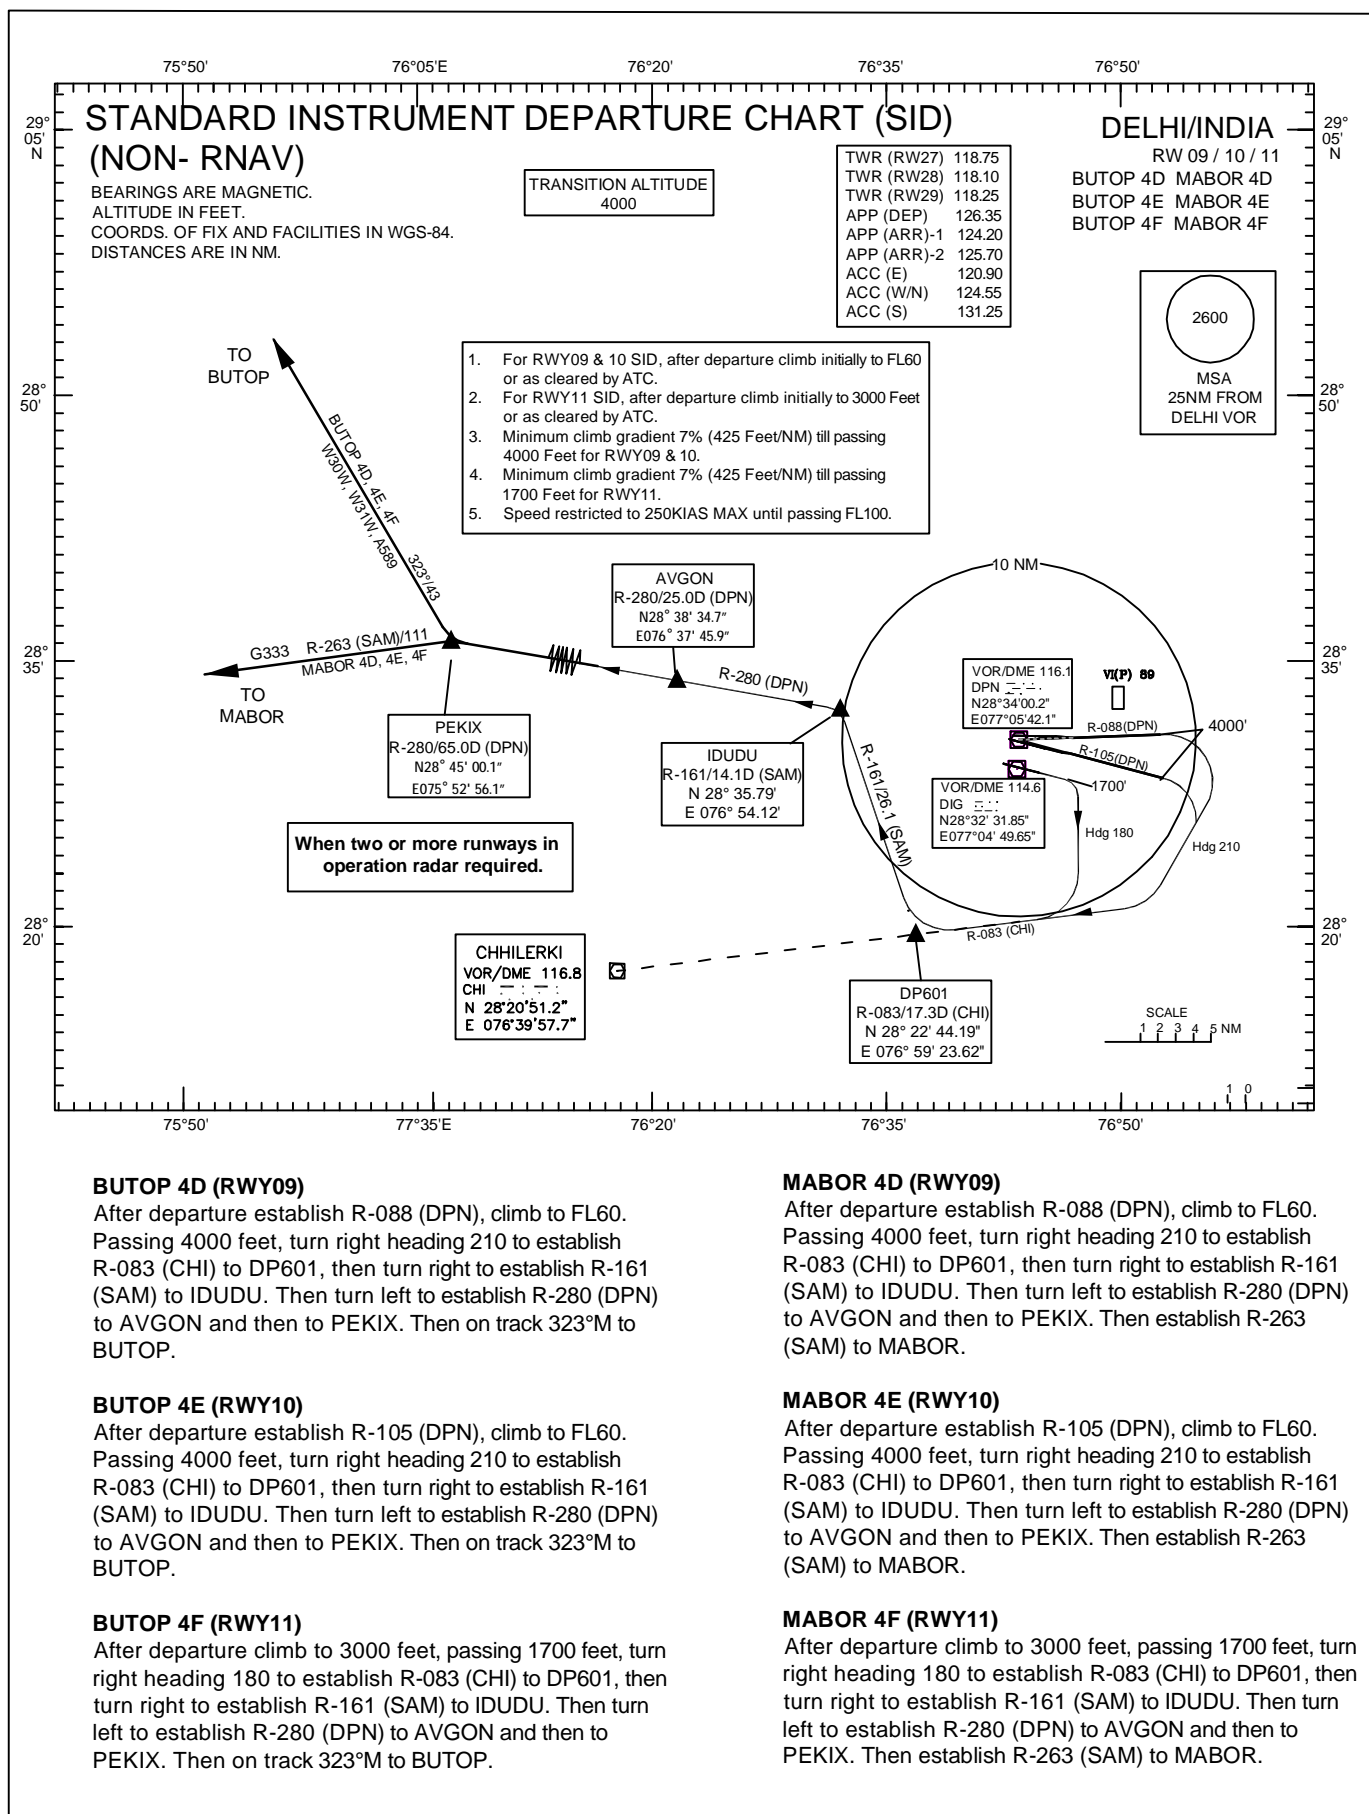 75°50'
76°05'E
76°20'
76°35'
76°50'
29°
05'
N
29°
05'
N
STANDARD INSTRUMENT DEPARTURE CHART (SID)
(NON- RNAV)
BEARINGS ARE MAGNETIC.
ALTITUDE IN FEET.
COORDS. OF FIX AND FACILITIES IN WGS-84.
DISTANCES ARE IN NM.
TRANSITION ALTITUDE
4000
TWR (RW27) 118.75
TWR (RW28) 118.10
TWR (RW29) 118.25
APP (DEP) 126.35
APP (ARR)-1 124.20
APP (ARR)-2 125.70
ACC (E) 120.90
ACC (W/N) 124.55
ACC (S) 131.25
DELHI/INDIA
RW 09 / 10 / 11
BUTOP 4D MABOR 4D
BUTOP 4E MABOR 4E
BUTOP 4F MABOR 4F
2600
MSA
25NM FROM
DELHI VOR
28°
50'
28°
50'
TO
BUTOP
1. For RWY09 & 10 SID, after departure climb initially to FL60
or as cleared by ATC.
2. For RWY11 SID, after departure climb initially to 3000 Feet
or as cleared by ATC.
3. Minimum climb gradient 7% (425 Feet/NM) till passing
4000 Feet for RWY09 & 10.
4. Minimum climb gradient 7% (425 Feet/NM) till passing
1700 Feet for RWY11.
5. Speed restricted to 250KIAS MAX until passing FL100.
BUTOP 4D, 4E, 4F
W30W, W31W, A589
323°/43
AVGON
R-280/25.0D (DPN)
N28° 38' 34.7"
E076° 37' 45.9"
10 NM
G333 R-263 (SAM)/111
MABOR 4D, 4E, 4F
TO
MABOR
28°
35'
28°
35'
R-280 (DPN)
VOR/DME 116.1
DPN
N28°34'00.2"
E077°05'42.1"
VI(P) 89
R-088(DPN)
4000'
R-105(DPN)
PEKIX
R-280/65.0D (DPN)
N28° 45' 00.1"
E075° 52' 56.1"
IDUDU
R-161/14.1D (SAM)
N 28° 35.79'
E 076° 54.12'
R-161/26.1 (SAM)
VOR/DME 114.6
DIG
N28°32' 31.85"
E077°04' 49.65"
1700'
Hdg 180
Hdg 210
When two or more runways in
operation radar required.
28°
20'
28°
20'
R-083 (CHI)
CHHILERKI
VOR/DME 116.8
CHI
N 28°20'51.2"
E 076°39'57.7"
DP601
R-083/17.3D (CHI)
N 28° 22' 44.19"
E 076° 59' 23.62"
SCALE
1 2 3 4 5 NM
1 0
75°50'
77°35'E
76°20'
76°35'
76°50'
BUTOP 4D (RWY09)
After departure establish R-088 (DPN), climb to FL60.
Passing 4000 feet, turn right heading 210 to establish
R-083 (CHI) to DP601, then turn right to establish R-161
(SAM) to IDUDU. Then turn left to establish R-280 (DPN)
to AVGON and then to PEKIX. Then on track 323°M to
BUTOP.
BUTOP 4E (RWY10)
After departure establish R-105 (DPN), climb to FL60.
Passing 4000 feet, turn right heading 210 to establish
R-083 (CHI) to DP601, then turn right to establish R-161
(SAM) to IDUDU. Then turn left to establish R-280 (DPN)
to AVGON and then to PEKIX. Then on track 323°M to
BUTOP.
BUTOP 4F (RWY11)
After departure climb to 3000 feet, passing 1700 feet, turn
right heading 180 to establish R-083 (CHI) to DP601, then
turn right to establish R-161 (SAM) to IDUDU. Then turn
left to establish R-280 (DPN) to AVGON and then to
PEKIX. Then on track 323°M to BUTOP.
MABOR 4D (RWY09)
After departure establish R-088 (DPN), climb to FL60.
Passing 4000 feet, turn right heading 210 to establish
R-083 (CHI) to DP601, then turn right to establish R-161
(SAM) to IDUDU. Then turn left to establish R-280 (DPN)
to AVGON and then to PEKIX. Then establish R-263
(SAM) to MABOR.
MABOR 4E (RWY10)
After departure establish R-105 (DPN), climb to FL60.
Passing 4000 feet, turn right heading 210 to establish
R-083 (CHI) to DP601, then turn right to establish R-161
(SAM) to IDUDU. Then turn left to establish R-280 (DPN)
to AVGON and then to PEKIX. Then establish R-263
(SAM) to MABOR.
MABOR 4F (RWY11)
After departure climb to 3000 feet, passing 1700 feet, turn
right heading 180 to establish R-083 (CHI) to DP601, then
turn right to establish R-161 (SAM) to IDUDU. Then turn
left to establish R-280 (DPN) to AVGON and then to
PEKIX. Then establish R-263 (SAM) to MABOR.